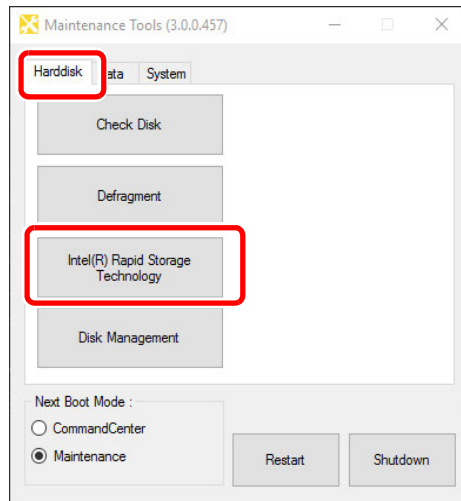 Maintenance Tools (3.0.0.457)
Harddisk
ata
System
Check Disk
Defragment
Intel(R) Rapid Storage
Technology
Disk Management
Next Boot Mode :
CommandCenter
Maintenance
Restart
Shutdown